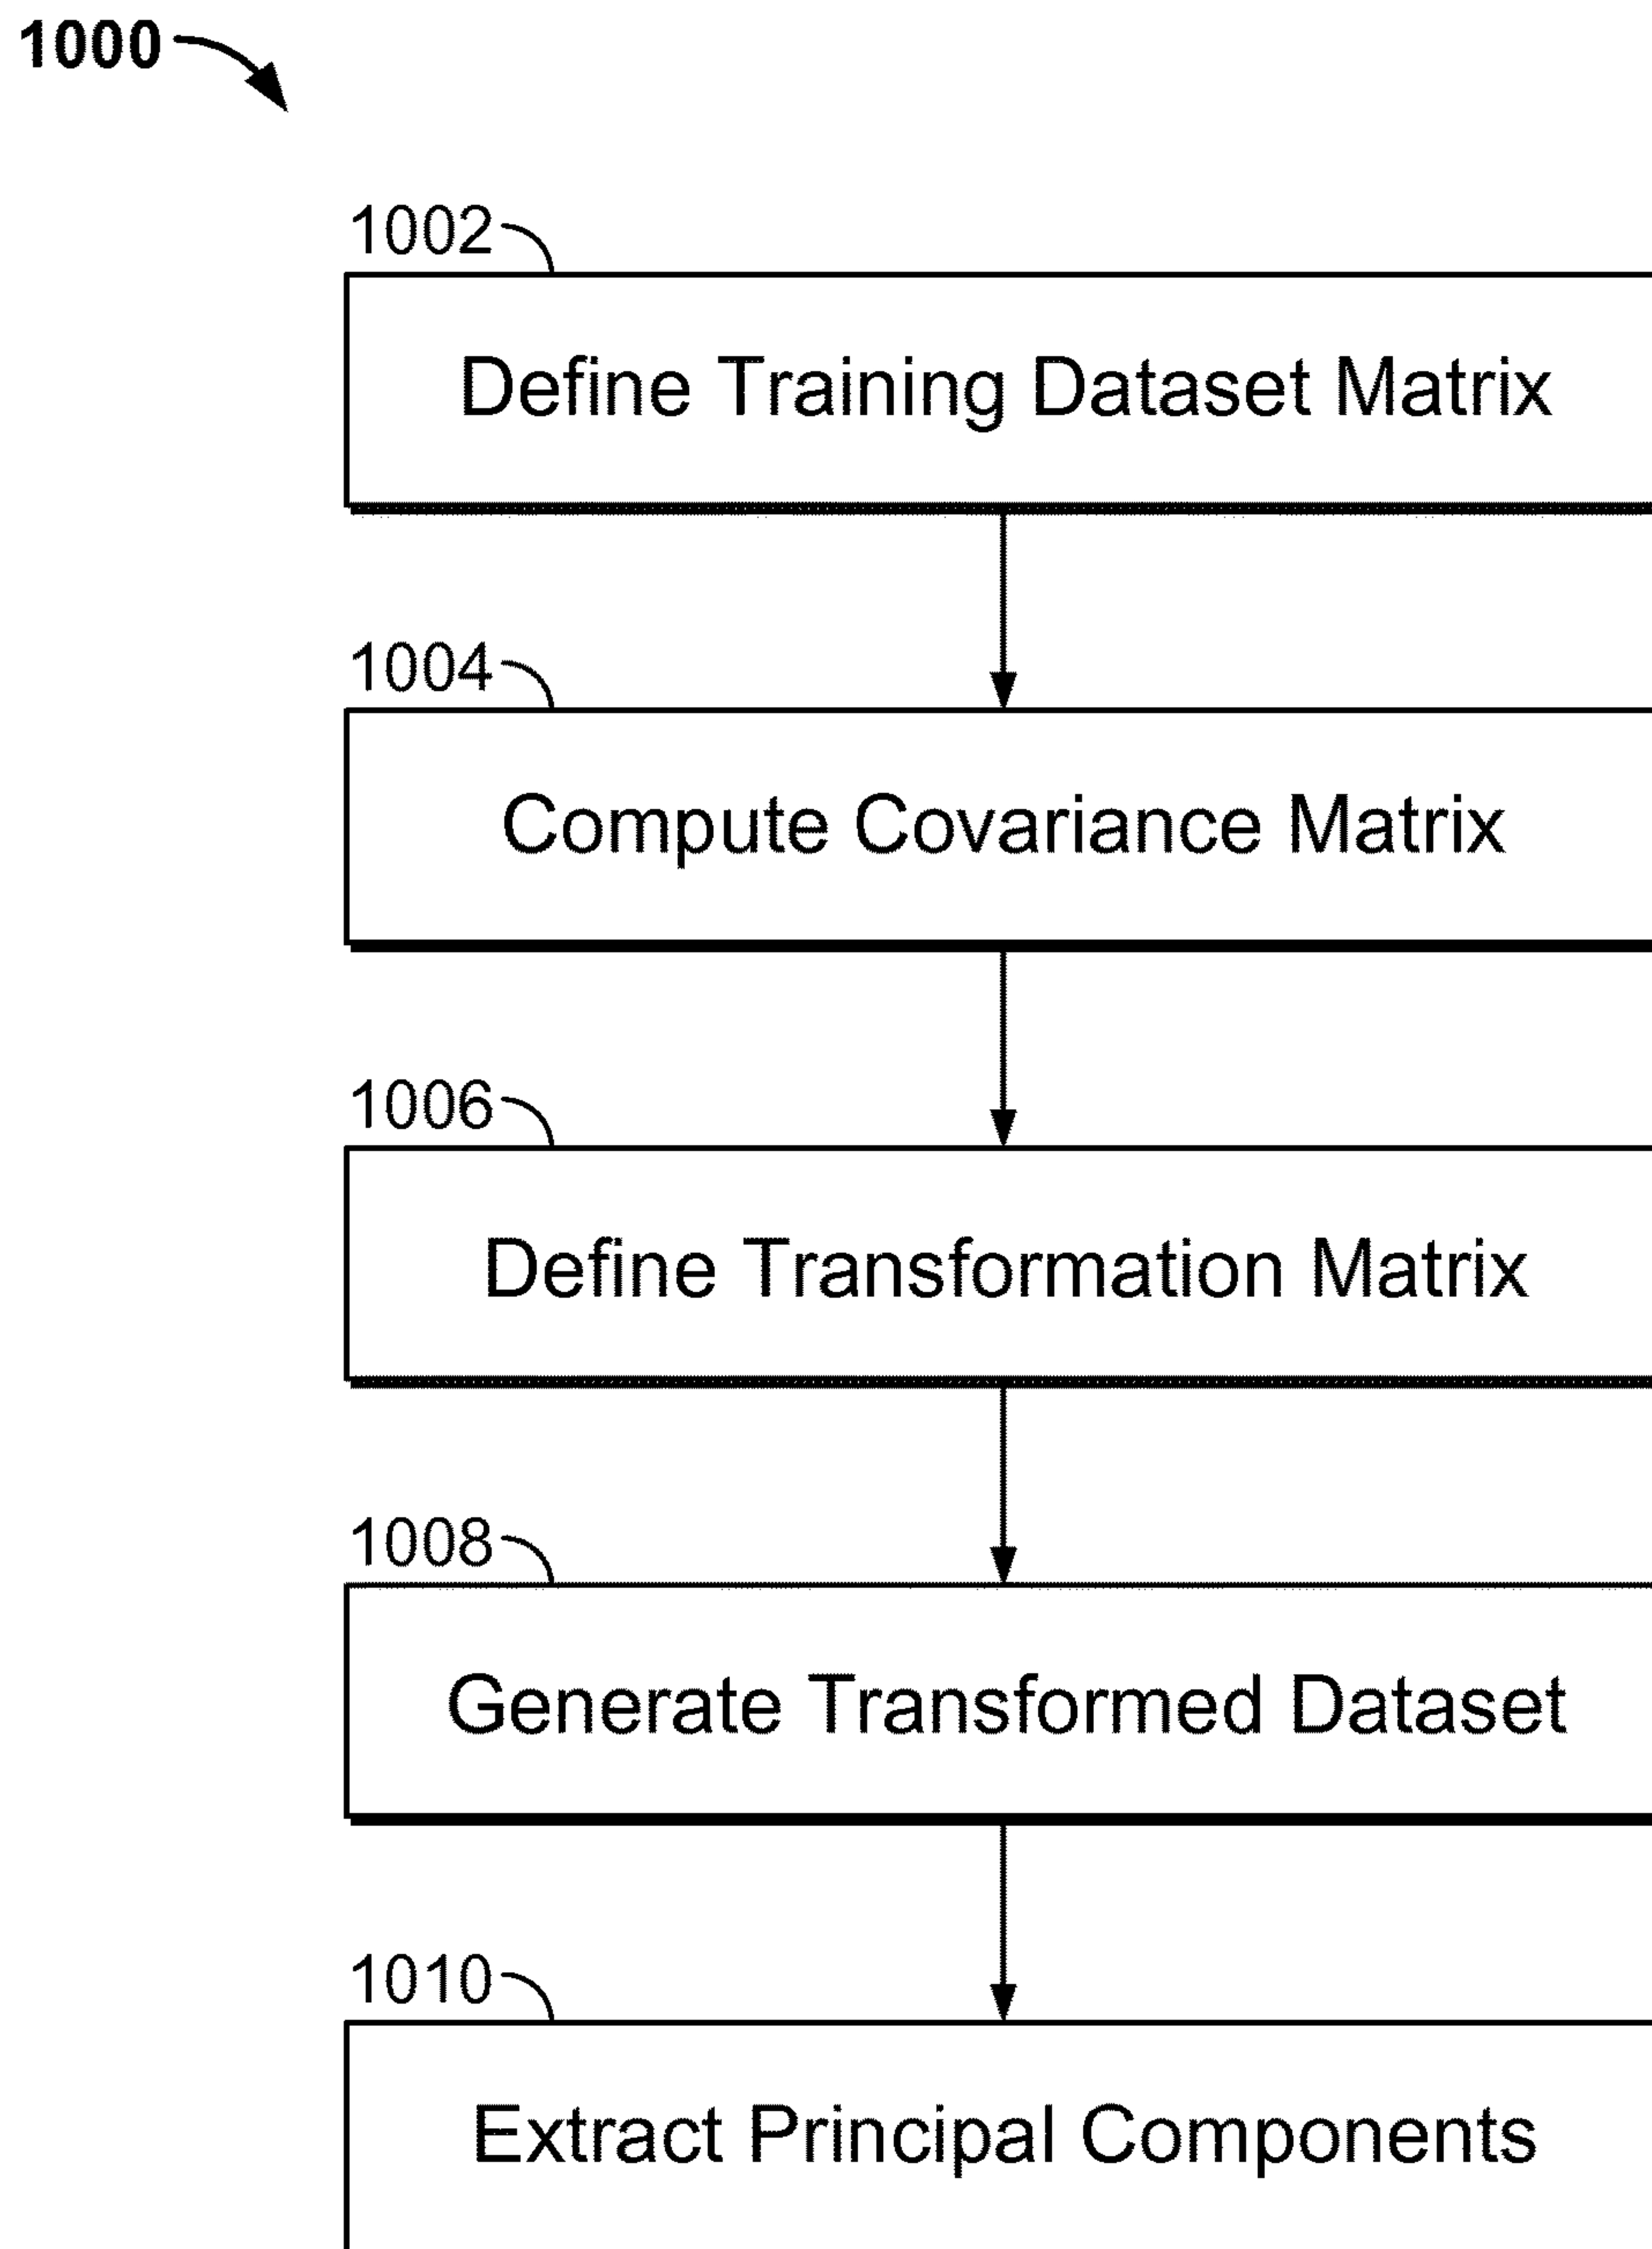 1000
1002
Define Training Dataset Matrix
1004
Compute Covariance Matrix
1006
Define Transformation Matrix
1008
Generate Transformed Dataset
1010
Extract Principal Components